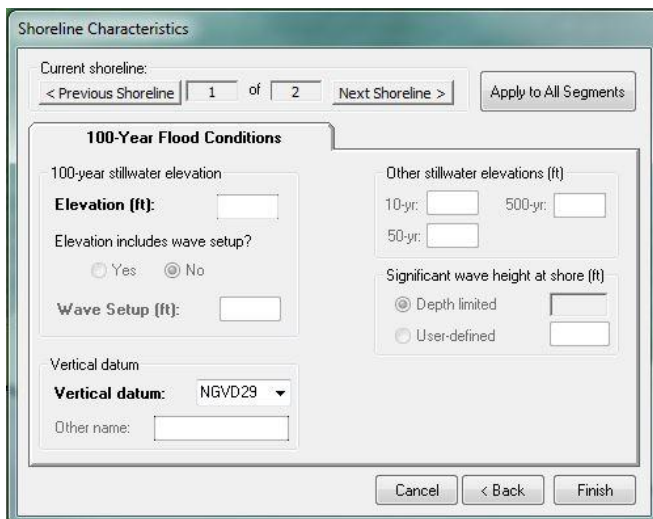 Shoreline Characteristics
Current shoreline:
< Previous Shoreline 1 of 2 Next Shoreline > Apply to All Segments
100-Year Flood Conditions
100-year stillwater elevation
Elevation (ft):
Elevation includes wave setup?
Yes No
Wave Setup (ft):
Vertical datum
Vertical datum: NGVD29
Other name:
Other stillwater elevations (ft)
10-yr: 500-yr:
50-yr:
Significant wave height at shore (ft)
Depth limited
User-defined
Cancel < Back Finish